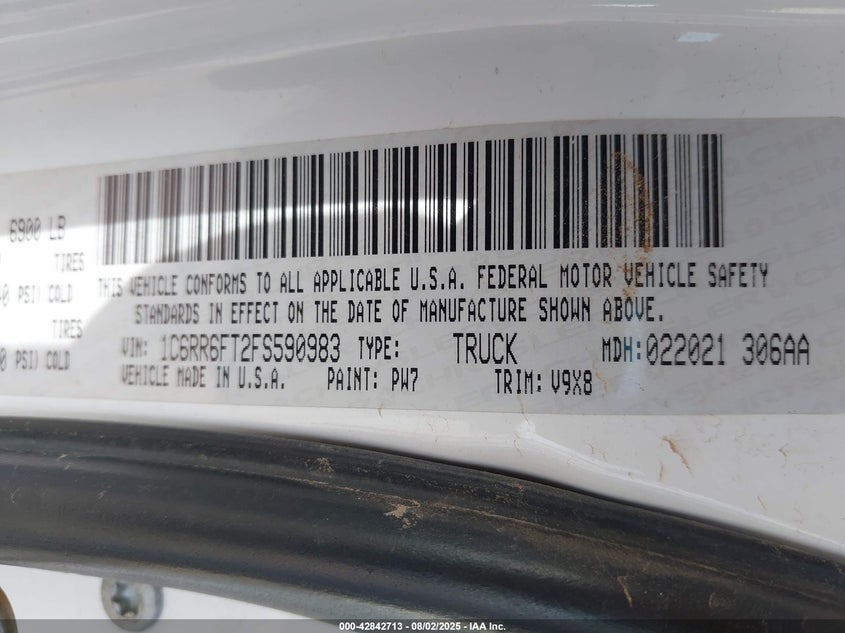 6900 LB
TIRES
PSI) COLD
TIRES
PSI) COLD
THIS VEHICLE CONFORMS TO ALL APPLICABLE U.S.A. FEDERAL MOTOR VEHICLE SAFETY
STANDARDS IN EFFECT ON THE DATE OF MANUFACTURE SHOWN ABOVE.
VIN: 1C6RR6FT2FS590983 TYPE: TRUCK MDH:022021 306AA
VEHICLE MADE IN U.S.A. PAINT: PW7 TRIM: V9X8
000-42842713 - 08/02/2025 - IAA Inc.